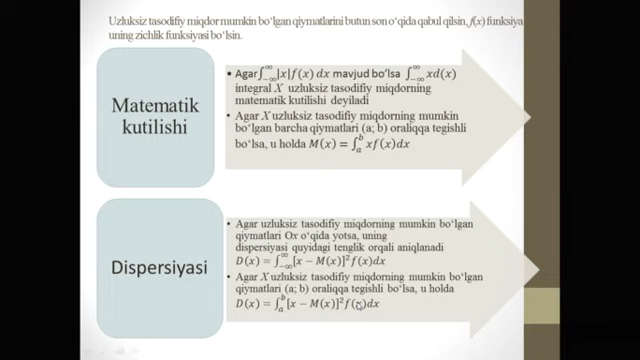 Uzluksiz tasodifiy miqdor mumkin bo‘lgan qiymatlarini butun son o‘qida qabul qilsin, f(x) funksiya
uning zichlik funksiyasi bo‘lsin.
Matematik
kutilishi
• Agar∫_{-∞}^{∞}|x|f(x) dx mavjud bo’lsa ∫_{-∞}^{∞} xd(x)
integral X uzluksiz tasodifiy miqdorning
matematik kutilishi deyiladi
• Agar X uzluksiz tasodifiy miqdorning mumkin
bo‘lgan barcha qiymatlari (a; b) oraliqqa tegishli
bo‘lsa, u holda M(x) = ∫_a^b xf(x)dx
Dispersiyasi
• Agar uzluksiz tasodifiy miqdorning mumkin bo‘lgan
qiymatlari Ox o‘qida yotsa, uning
dispersiyasi quyidagi tenglik orqali aniqlanadi
D(x) = ∫_{-∞}^{∞}[x − M(x)]²f(x)dx
• Agar X uzluksiz tasodifiy miqdorning mumkin bo‘lgan
qiymatlari (a; b) oraliqqa tegishli bo‘lsa, u holda
D(x) = ∫_a^b[x − M(x)]²f(x)dx